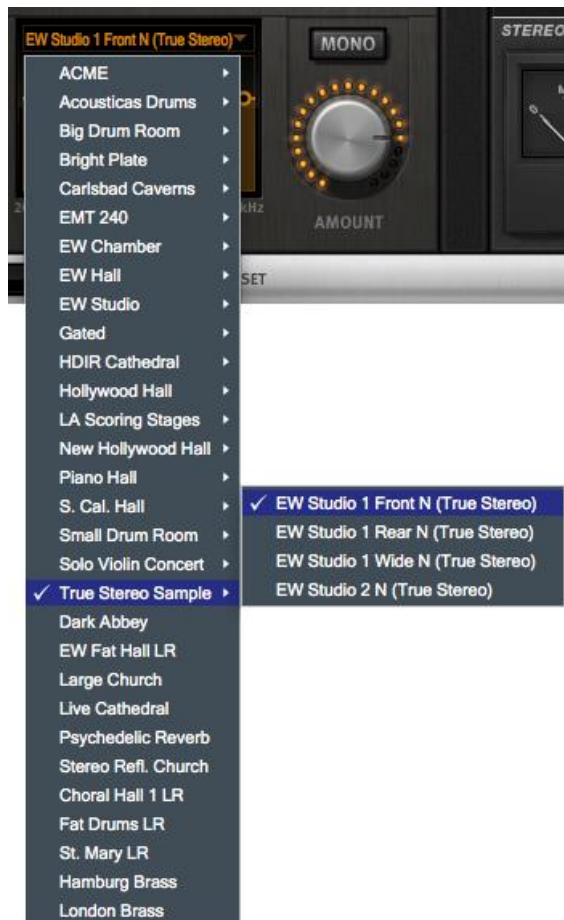 EW Studio 1 Front N (True Stereo)
MONO
STEREO
AMOUNT
kHz
SET
ACME
Acousticas Drums
Big Drum Room
Bright Plate
Carlsbad Caverns
EMT 240
EW Chamber
EW Hall
EW Studio
Gated
HDIR Cathedral
Hollywood Hall
LA Scoring Stages
New Hollywood Hall
Piano Hall
S. Cal. Hall
Small Drum Room
Solo Violin Concert
✓ True Stereo Sample
Dark Abbey
EW Fat Hall LR
Large Church
Live Cathedral
Psychedelic Reverb
Stereo Refl. Church
Choral Hall 1 LR
Fat Drums LR
St. Mary LR
Hamburg Brass
London Brass
✓ EW Studio 1 Front N (True Stereo)
EW Studio 1 Rear N (True Stereo)
EW Studio 1 Wide N (True Stereo)
EW Studio 2 N (True Stereo)